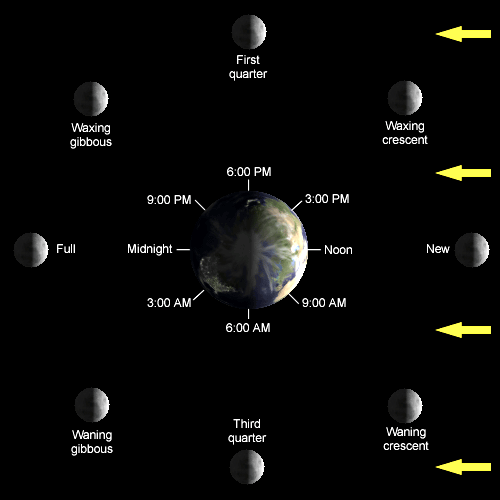 First
quarter
Waxing
gibbous
Waxing
crescent
6:00 PM
9:00 PM
3:00 PM
Full
Midnight
Noon
New
3:00 AM
9:00 AM
6:00 AM
Waning
gibbous
Third
quarter
Waning
crescent